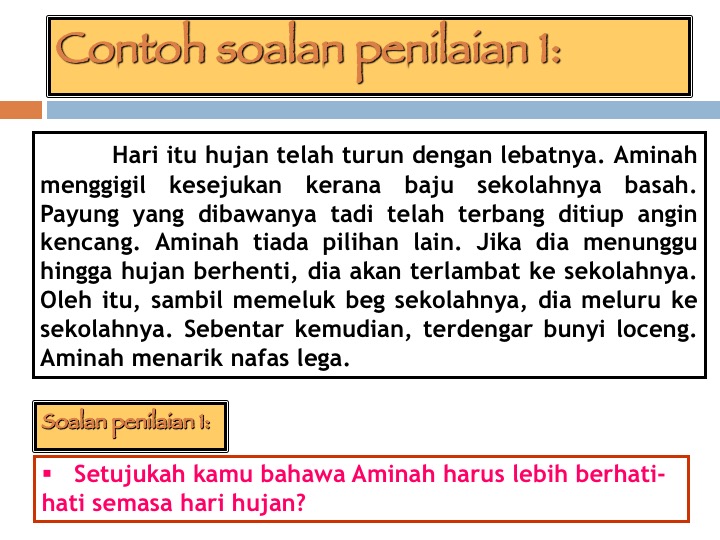 Contoh soalan penilaian 1:
Hari itu hujan telah turun dengan lebatnya. Aminah
menggigil kesejukan kerana baju sekolahnya basah.
Payung yang dibawanya tadi telah terbang ditiup angin
kencang. Aminah tiada pilihan lain. Jika dia menunggu
hingga hujan berhenti, dia akan terlambat ke sekolahnya.
Oleh itu, sambil memeluk beg sekolahnya, dia meluru ke
sekolahnya. Sebentar kemudian, terdengar bunyi loceng.
Aminah menarik nafas lega.
Soalan penilaian 1:
▪ Setujukah kamu bahawa Aminah harus lebih berhati-
hati semasa hari hujan?